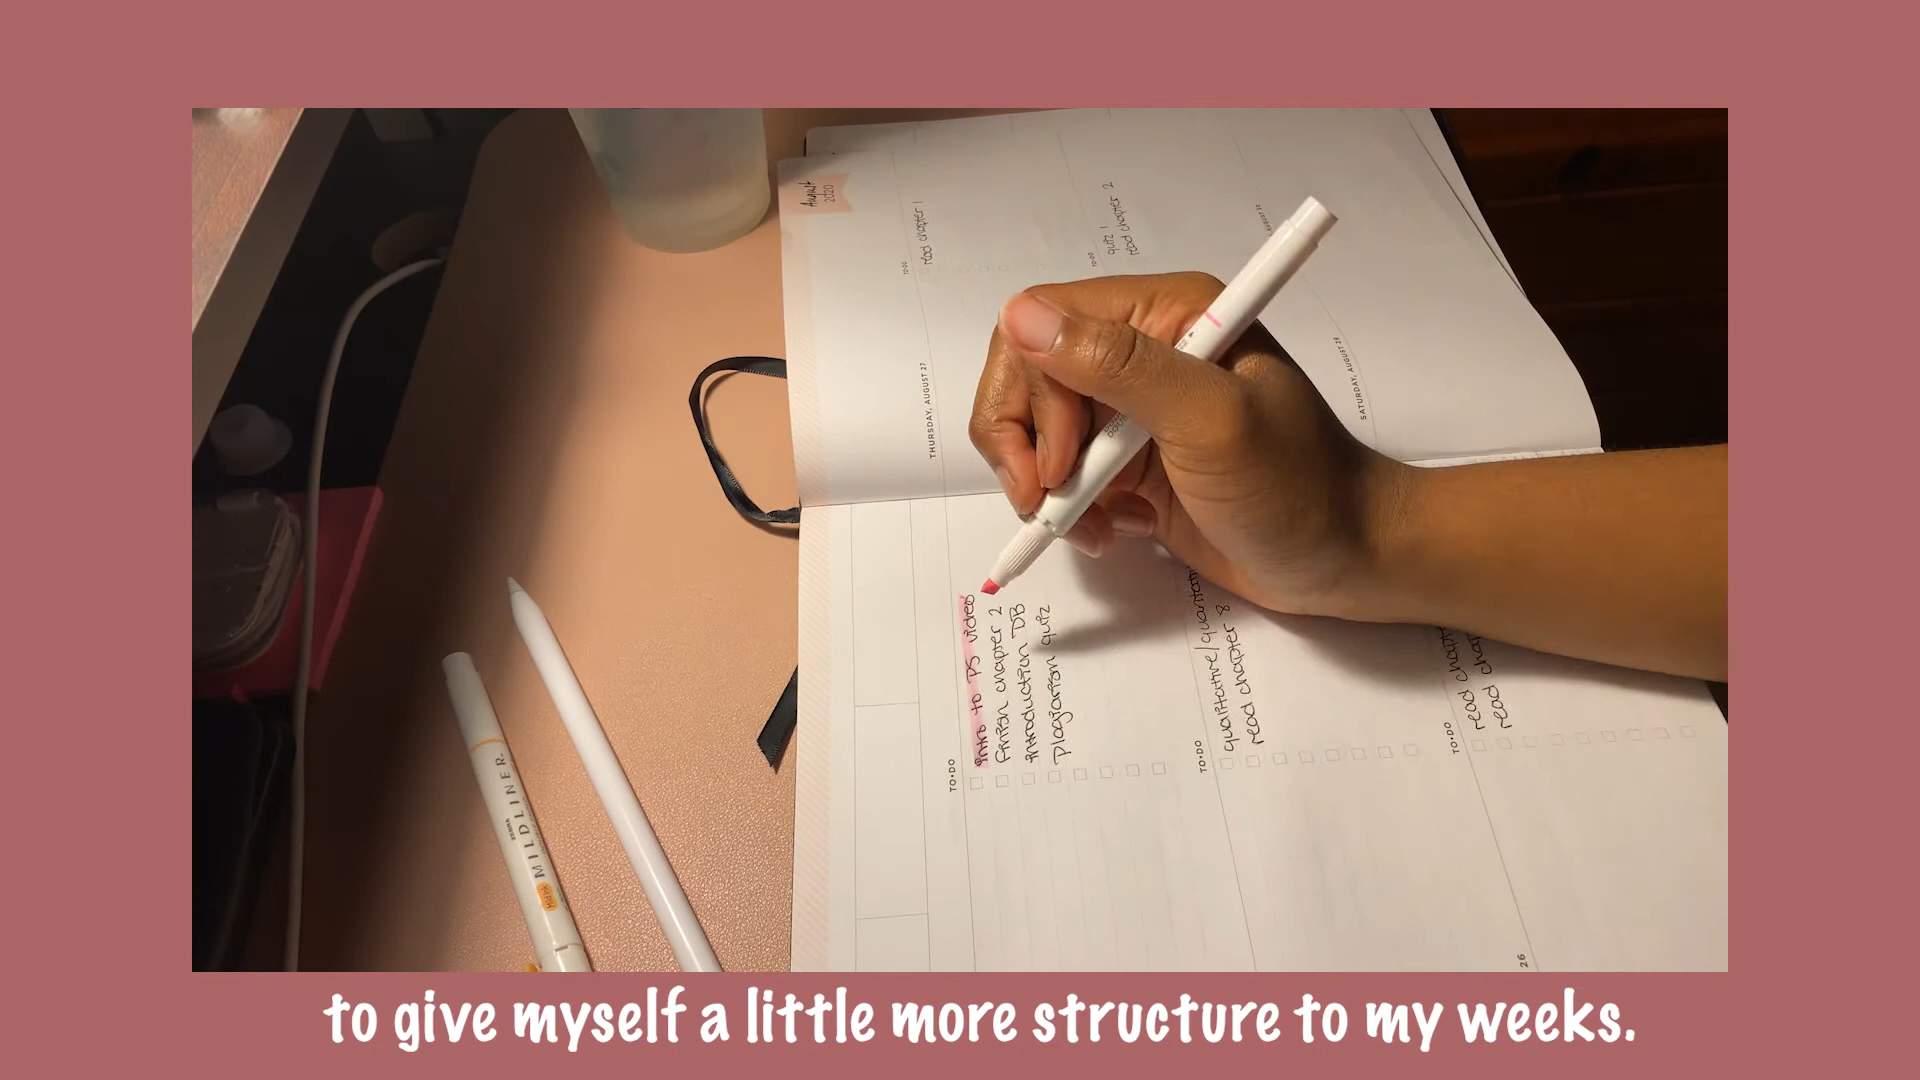 August
2020
TO•DO
read chapter 1
TO•DO
quiz 1
read chapter 2
THURSDAY, AUGUST 27
SATURDAY, AUGUST 29
TO•DO
intro to PS video
finish chapter 2
introduction DB
Plagiarism quiz
TO•DO
read chapter 8
TO•DO
26
ZEBRA
MILDLINER
to give myself a little more structure to my weeks.